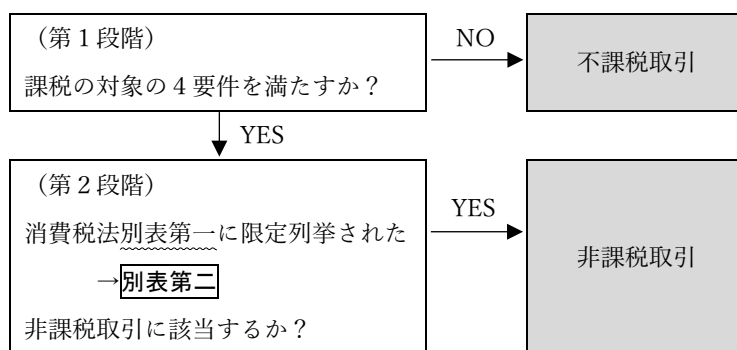 （第１段階）
課税の対象の４要件を満たすか？
NO
不課税取引
YES
（第２段階）
消費税法別表第一に限定列挙された
→別表第二
非課税取引に該当するか？
YES
非課税取引